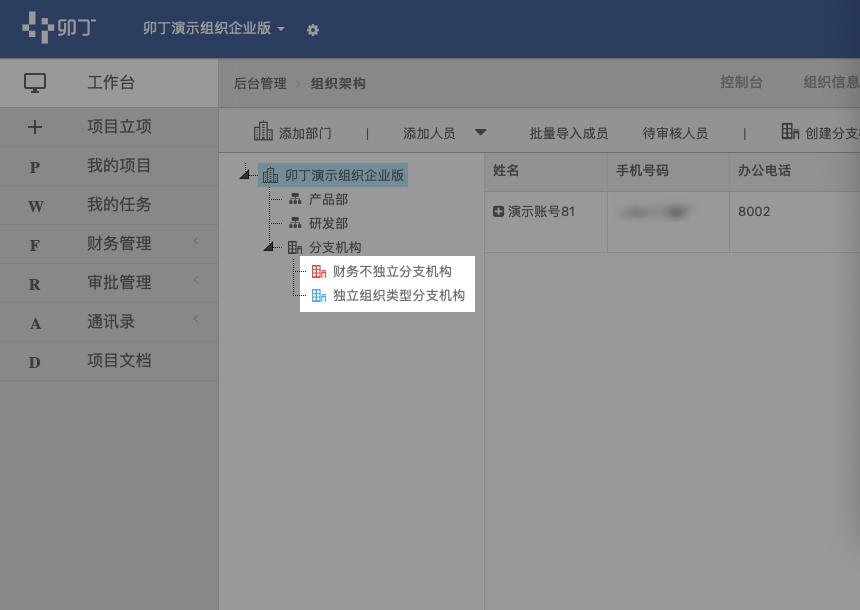 卯丁 卯丁演示组织企业版
工作台 后台管理 组织架构 控制台 组织信息
项目立项 添加部门 | 添加人员 批量导入成员 待审核人员 | 创建分支
P 我的项目
W 我的任务
F 财务管理
R 审批管理
A 通讯录
D 项目文档
卯丁演示组织企业版
产品部
研发部
分支机构
财务不独立分支机构
独立组织类型分支机构
姓名 手机号码 办公电话
演示账号81 8002